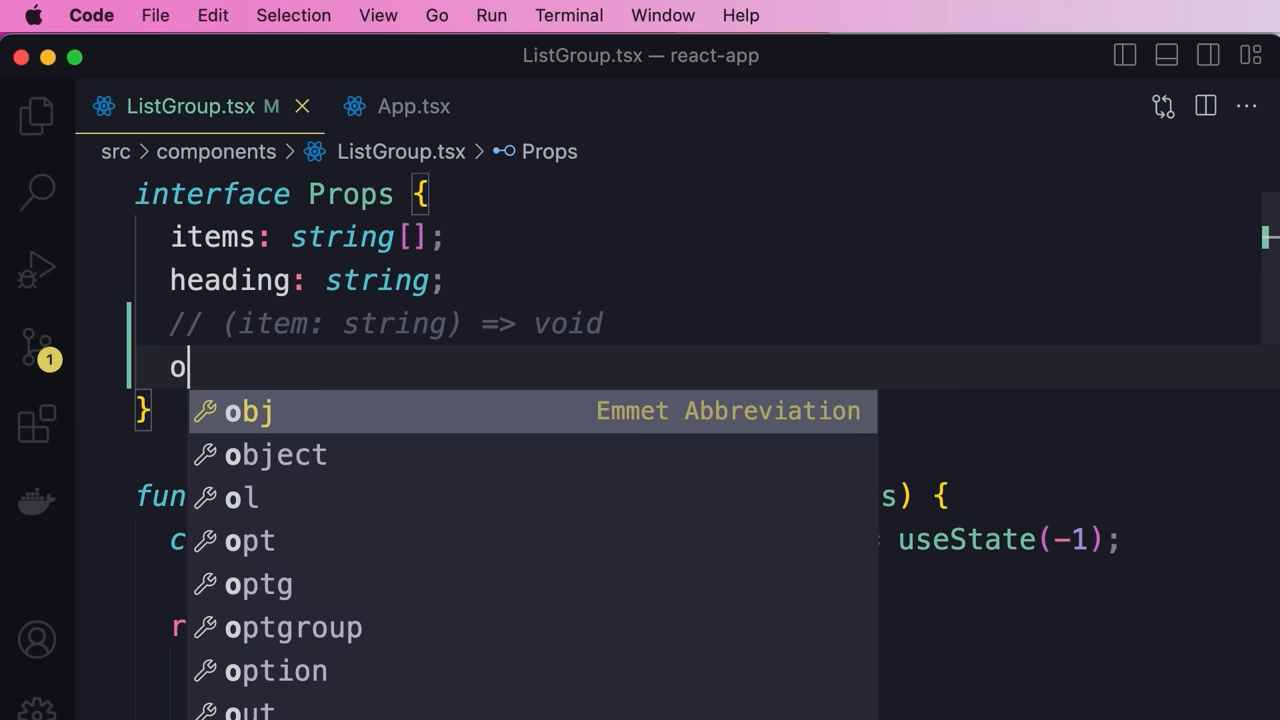 Code File Edit Selection View Go Run Terminal Window Help
ListGroup.tsx — react-app
ListGroup.tsx M App.tsx
src > components > ListGroup.tsx > Props
interface Props {
items: string[];
heading: string;
// (item: string) => void
o
}
obj Emmet Abbreviation
object
ol
fun s) {
opt
c useState(-1);
optg
r optgroup
option
out
1